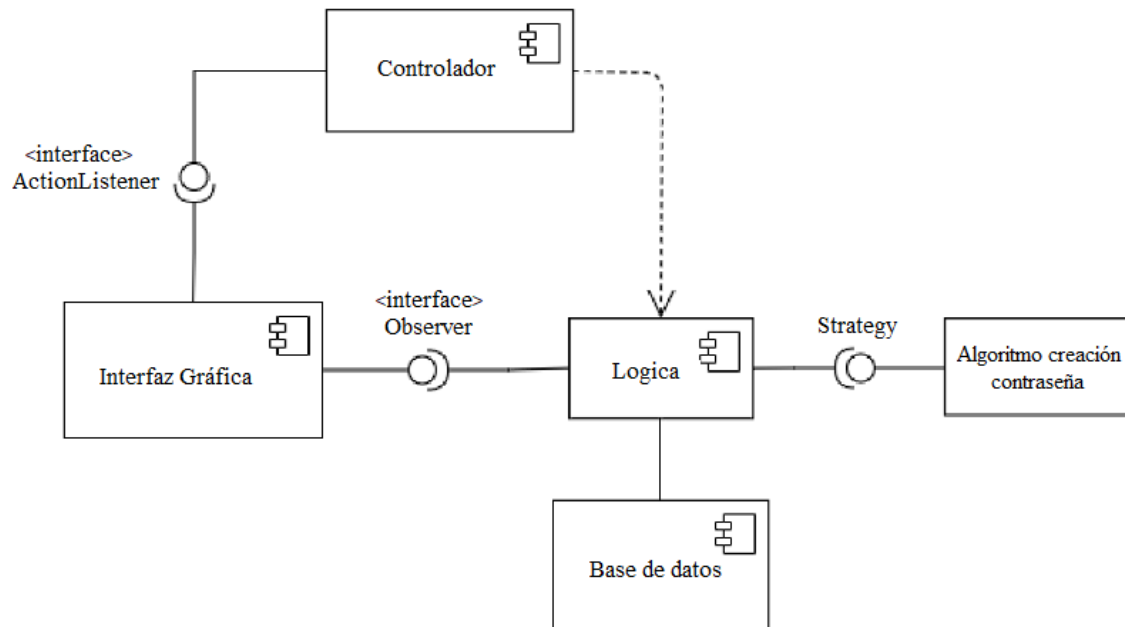 Controlador
<interface>
ActionListener
<interface>
Observer
Strategy
Interfaz Gráfica
Logica
Algoritmo creación
contraseña
Base de datos